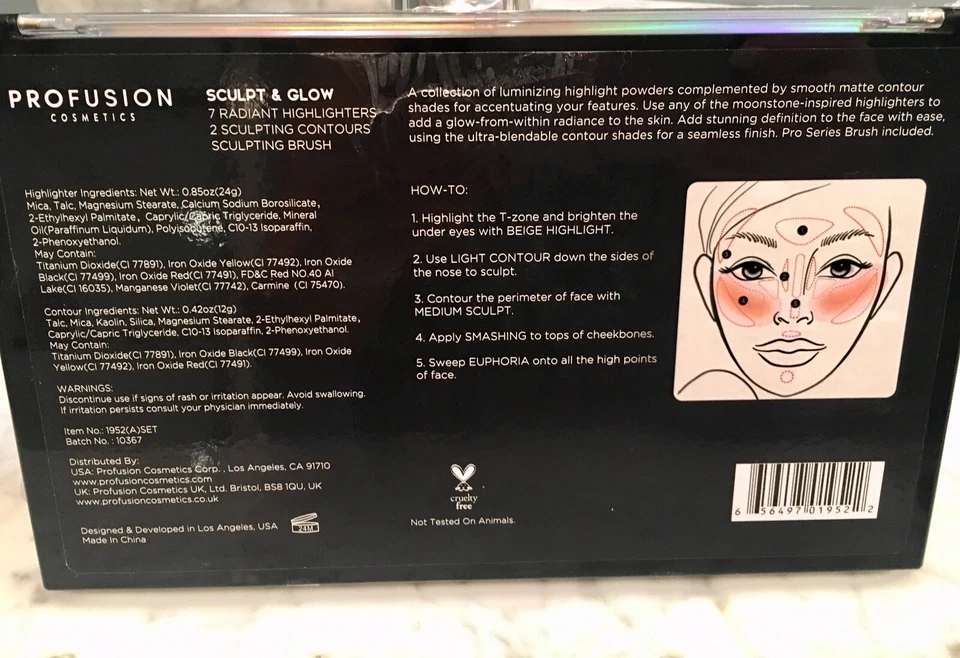 PROFUSION
COSMETICS
SCULPT & GLOW
7 RADIANT HIGHLIGHTERS
2 SCULPTING CONTOURS
SCULPTING BRUSH
A collection of luminizing highlight powders complemented by smooth matte contour
shades for accentuating your features. Use any of the moonstone-inspired highlighters to
add a glow-from-within radiance to the skin. Add stunning definition to the face with ease,
using the ultra-blendable contour shades for a seamless finish. Pro Series Brush included.
Highlighter Ingredients: Net Wt.: 0.85oz(24g)
Mica, Talc, Magnesium Stearate, Calcium Sodium Borosilicate,
2-Ethylhexyl Palmitate, Caprylic/Capric Triglyceride, Mineral
Oil(Paraffinum Liquidum), Polyisobutene, C10-13 Isoparaffin,
2-Phenoxyethanol.
May Contain:
Titanium Dioxide(CI 77891), Iron Oxide Yellow(CI 77492), Iron Oxide
Black(CI 77499), Iron Oxide Red(CI 77491), FD&C Red NO.40 Al
Lake(CI 16035), Manganese Violet(CI 77742), Carmine (CI 75470).
Contour Ingredients: Net Wt.: 0.42oz(12g)
Talc, Mica, Kaolin, Silica, Magnesium Stearate, 2-Ethylhexyl Palmitate,
Caprylic/Capric Triglyceride, C10-13 Isoparaffin, 2-Phenoxyethanol.
May Contain:
Titanium Dioxide(CI 77891), Iron Oxide Black(CI 77499), Iron Oxide
Yellow(CI 77492), Iron Oxide Red(CI 77491).
WARNINGS:
Discontinue use if signs of rash or irritation appear. Avoid swallowing.
If irritation persists consult your physician immediately.
Item No.: 1952(A)SET
Batch No. : 10367
Distributed By:
USA: Profusion Cosmetics Corp., Los Angeles, CA 91710
www.profusioncosmetics.com
UK: Profusion Cosmetics UK, Ltd. Bristol, BS8 1QU, UK
www.profusioncosmetics.co.uk
Designed & Developed in Los Angeles, USA
Made In China
24M
HOW-TO:
1. Highlight the T-zone and brighten the
under eyes with BEIGE HIGHLIGHT.
2. Use LIGHT CONTOUR down the sides of
the nose to sculpt.
3. Contour the perimeter of face with
MEDIUM SCULPT.
4. Apply SMASHING to tops of cheekbones.
5. Sweep EUPHORIA onto all the high points
of face.
cruelty
free
Not Tested On Animals.
6 56497 01952 2